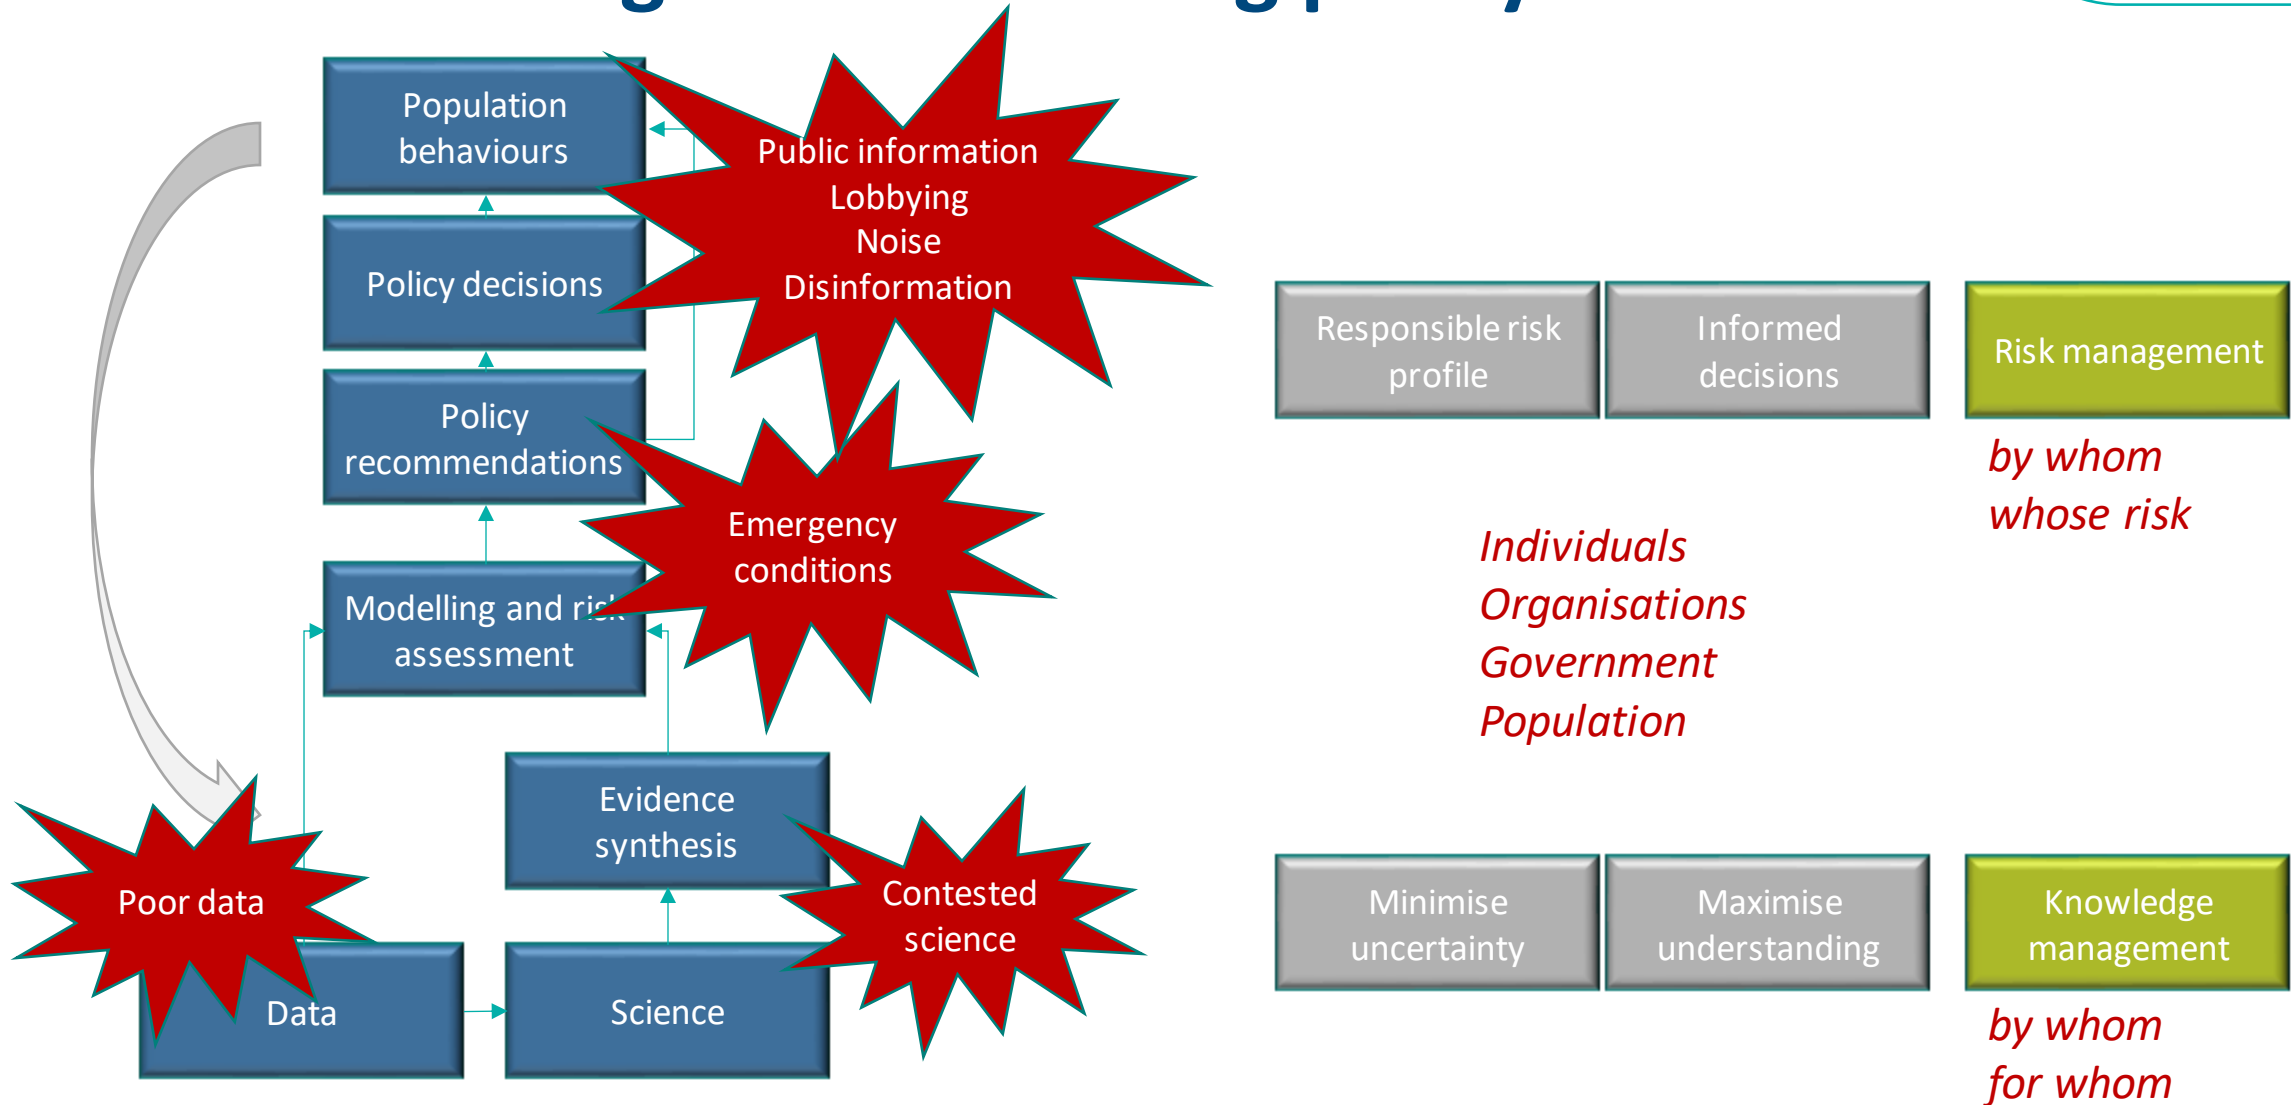 Population
behaviours
Policy decisions
Policy
recommendations
Modelling and risk
assessment
Evidence
synthesis
Data
Science
Public information
Lobbying
Noise
Disinformation
Emergency
conditions
Poor data
Contested
science
Responsible risk
profile
Informed
decisions
Risk management
by whom
whose risk
Individuals
Organisations
Government
Population
Minimise
uncertainty
Maximise
understanding
Knowledge
management
by whom
for whom